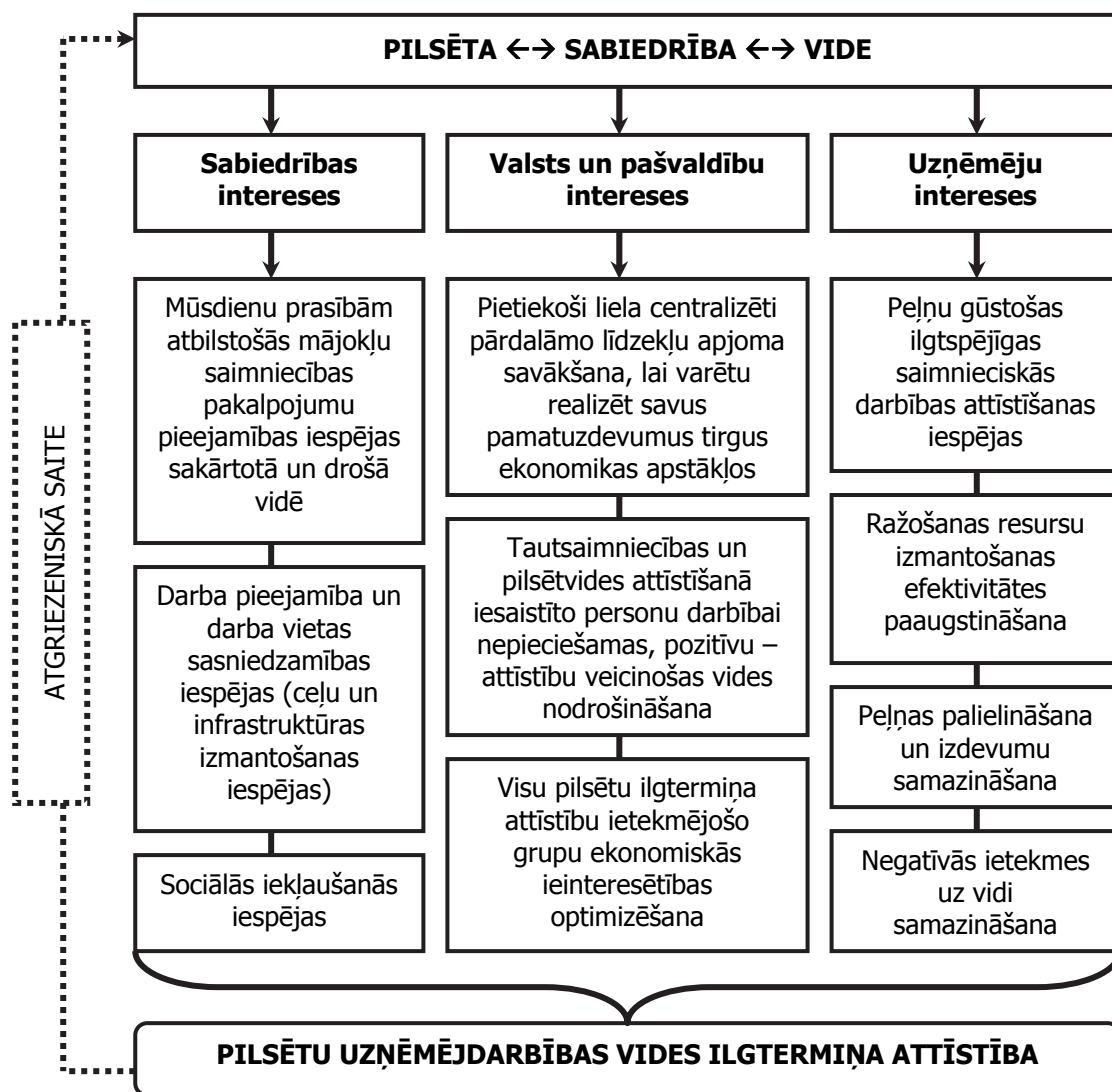 PILSĒTA ←→ SABIEDRĪBA ←→ VIDE
Sabiedrības
intereses
Valsts un pašvaldību
intereses
Uzņēmēju
intereses
Mūsdienu prasībām
atbilstošās mājokļu
saimniecības
pakalpojumu
pieejamības iespējas
sakārtotā un drošā
vidē
Darba pieejamība un
darba vietas
sasniedzamības
iespējas (ceļu un
infrastruktūras
izmantošanas
iespējas)
Sociālās iekļaušanās
iespējas
Pietiekoši liela centralizēti
pārdalāmo līdzekļu apjoma
savākšana, lai varētu
realizēt savus
pamatuzdevumus tirgus
ekonomikas apstākļos
Tautsaimniecības un
pilsētvides attīstīšanā
iesaistīto personu darbībai
nepieciešamas, pozitīvu –
attīstību veicinošas vides
nodrošināšana
Visu pilsētu ilgtermiņa
attīstību ietekmējošo
grupu ekonomiskās
ieinteresētības
optimizēšana
Peļņu gūstošas
ilgtspējīgas
saimnieciskās
darbības attīstīšanas
iespējas
Ražošanas resursu
izmantošanas
efektivitātes
paaugstināšana
Peļņas palielināšana
un izdevumu
samazināšana
Negatīvās ietekmes
uz vidi
samazināšana
ATGRIEZENISKĀ SAITE
PILSĒTU UZŅĒMĒJDARBĪBAS VIDES ILGTERMIŅA ATTĪSTĪBA